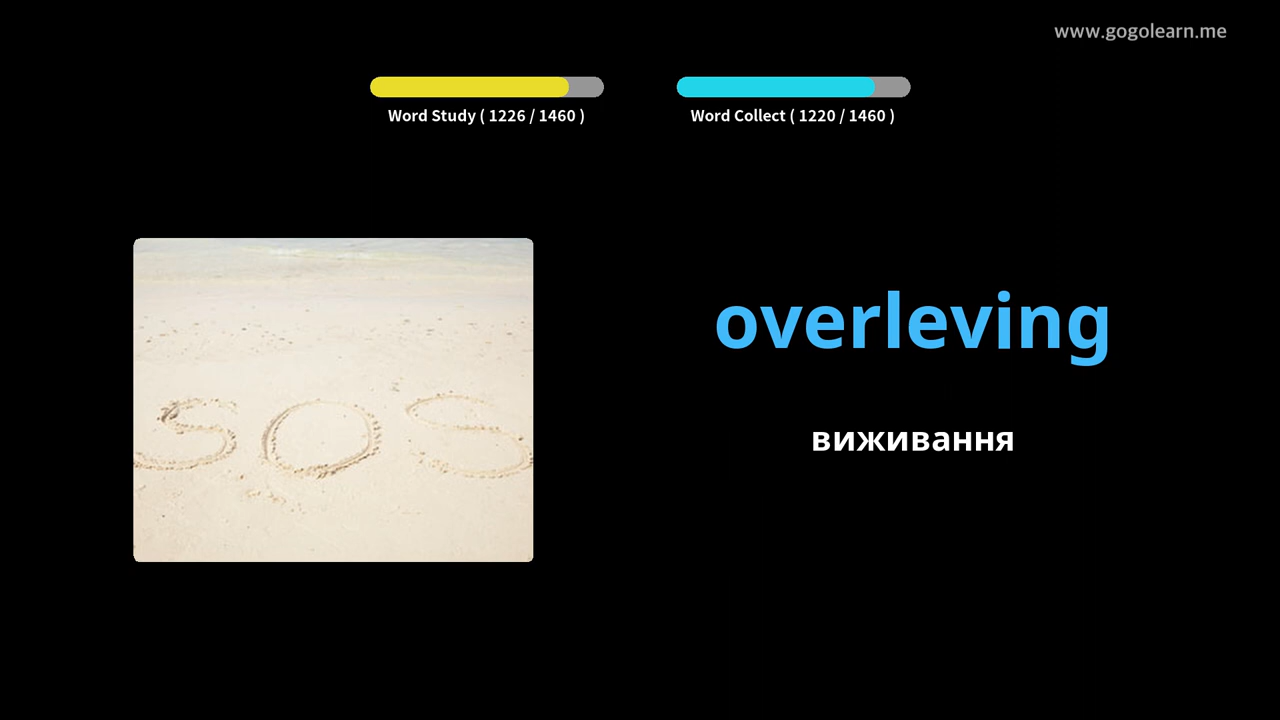 www.gogolearn.me
Word Study ( 1226 / 1460 )
Word Collect ( 1220 / 1460 )
SOS
overleving
виживання